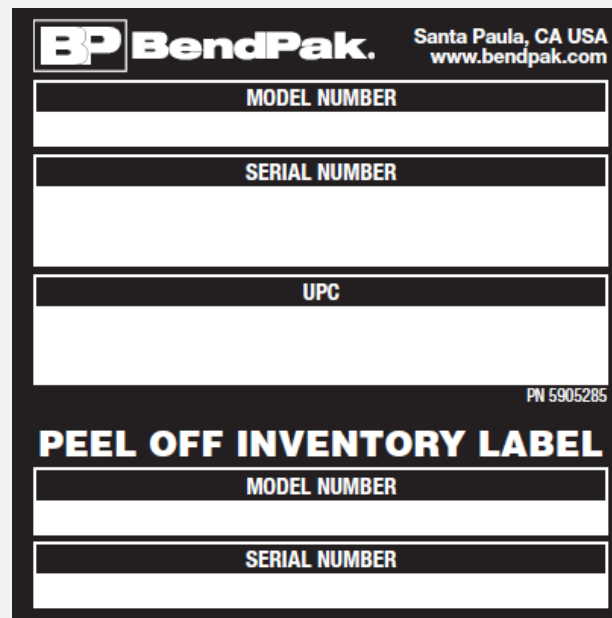 BP BendPak.
Santa Paula, CA USA
www.bendpak.com
MODEL NUMBER
SERIAL NUMBER
UPC
PN 5905285
PEEL OFF INVENTORY LABEL
MODEL NUMBER
SERIAL NUMBER